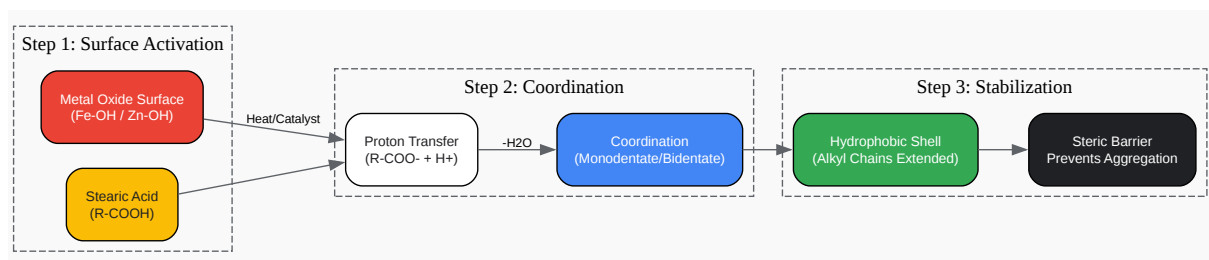 Step 1: Surface Activation
Metal Oxide Surface
(Fe-OH / Zn-OH)
Stearic Acid
(R-COOH)
Heat/Catalyst
Step 2: Coordination
Proton Transfer
(R-COO- + H+)
-H2O
Coordination
(Monodentate/Bidentate)
Step 3: Stabilization
Hydrophobic Shell
(Alkyl Chains Extended)
Steric Barrier
Prevents Aggregation